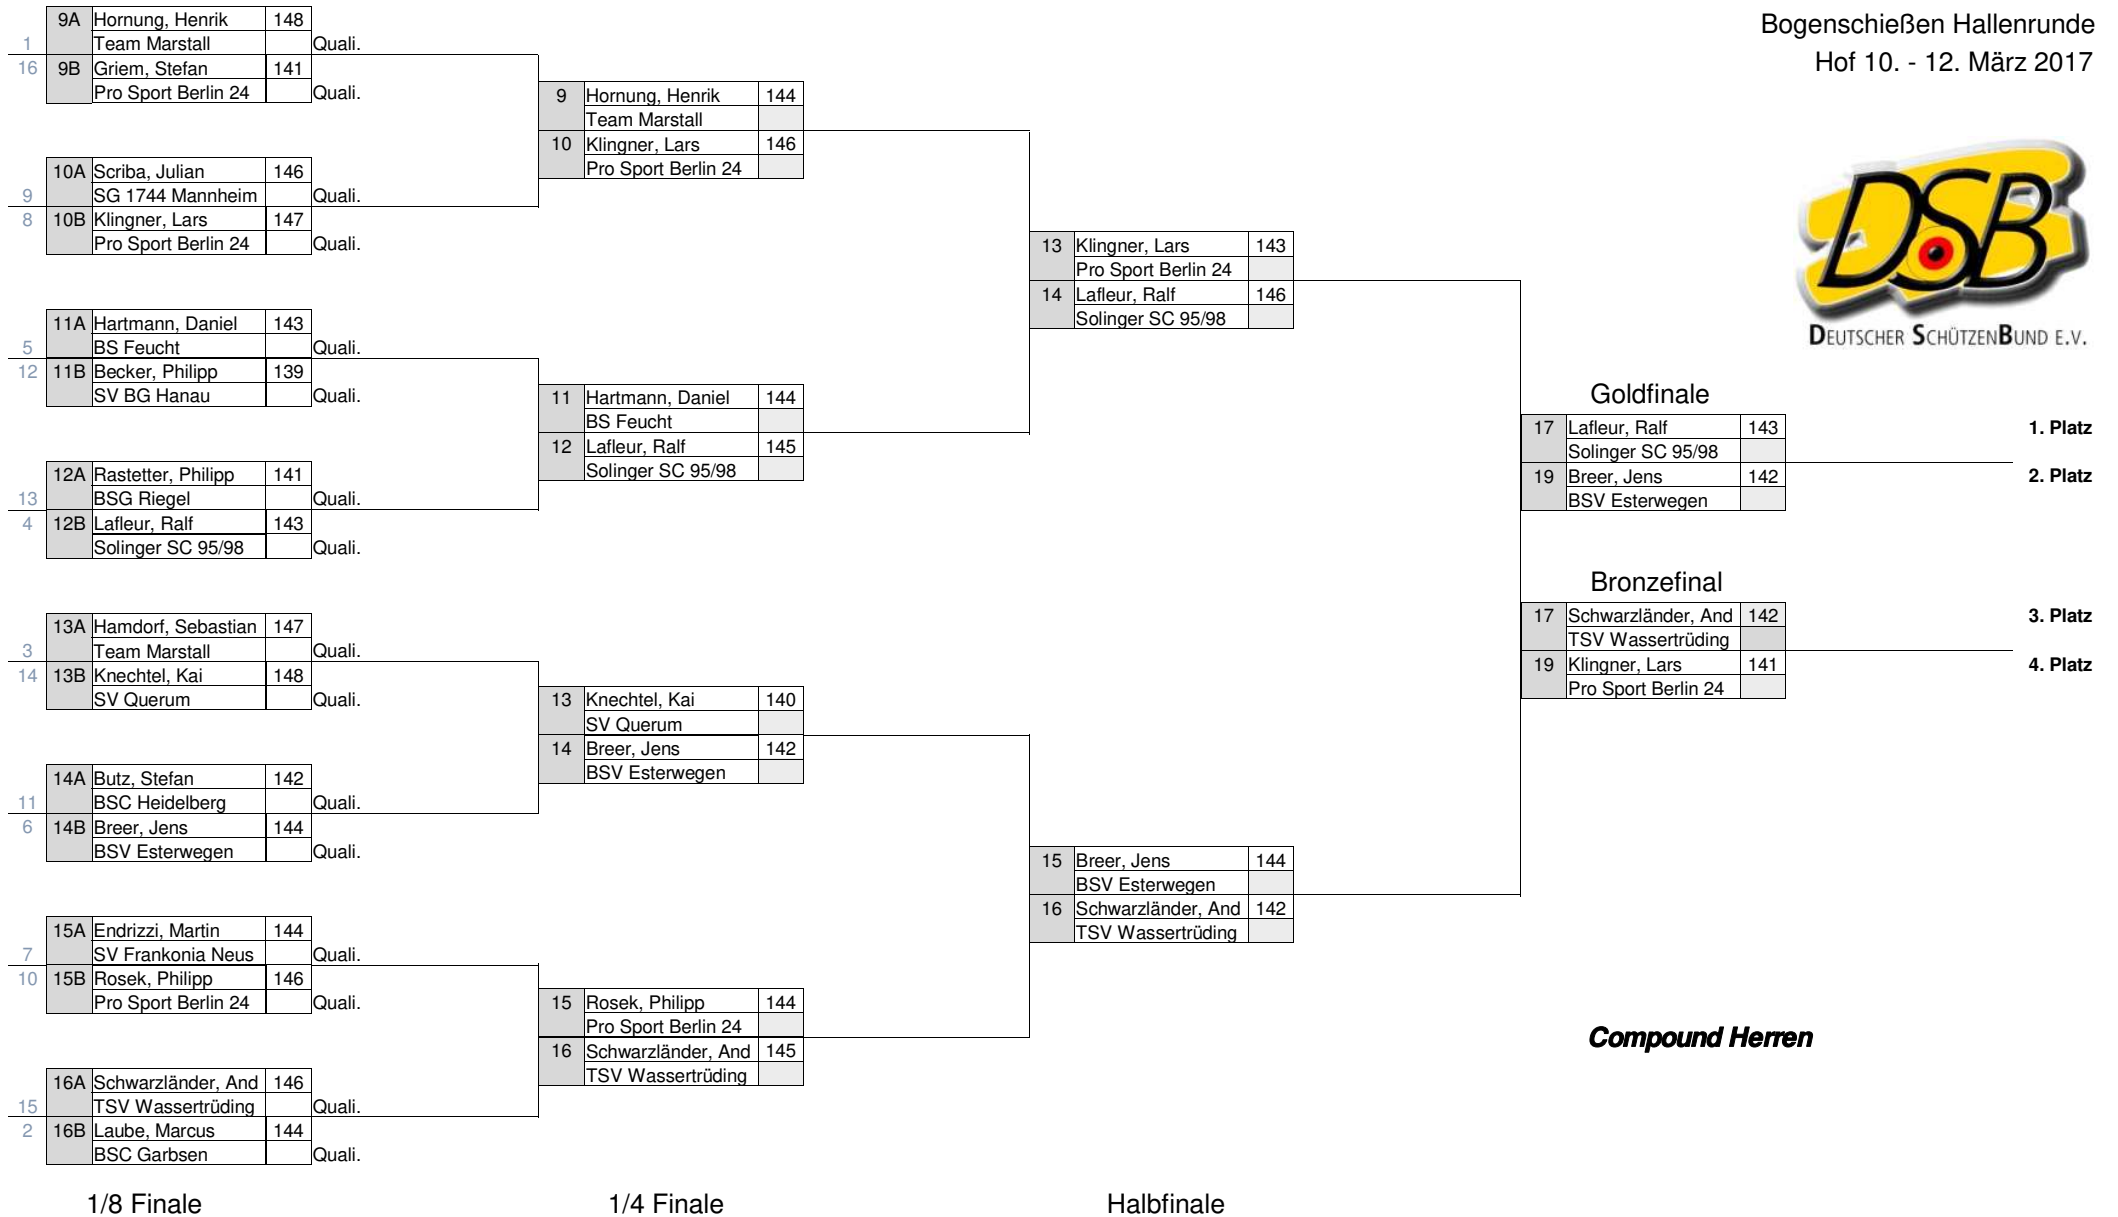 Bogenschießen Hallenrunde
Hof 10. - 12. März 2017
DSB
DEUTSCHER SCHÜTZENBUND E.V.
9A Hornung, Henrik 148
1 Team Marstall Quali.
16 9B Griem, Stefan 141
Pro Sport Berlin 24 Quali.
10A Scriba, Julian 146
9 SG 1744 Mannheim Quali.
8 10B Klingner, Lars 147
Pro Sport Berlin 24 Quali.
11A Hartmann, Daniel 143
5 BS Feucht Quali.
12 11B Becker, Philipp 139
SV BG Hanau Quali.
12A Rastetter, Philipp 141
13 BSG Riegel Quali.
4 12B Lafleur, Ralf 143
Solinger SC 95/98 Quali.
13A Hamdorf, Sebastian 147
3 Team Marstall Quali.
14 13B Knechtel, Kai 148
SV Querum Quali.
14A Butz, Stefan 142
11 BSC Heidelberg Quali.
6 14B Breer, Jens 144
BSV Esterwegen Quali.
15A Endrizzi, Martin 144
7 SV Frankonia Neus Quali.
10 15B Rosek, Philipp 146
Pro Sport Berlin 24 Quali.
16A Schwarzländer, And 146
15 TSV Wassertrüding Quali.
2 16B Laube, Marcus 144
BSC Garbsen Quali.
1/8 Finale
9 Hornung, Henrik 144
Team Marstall
10 Klingner, Lars 146
Pro Sport Berlin 24
11 Hartmann, Daniel 144
BS Feucht
12 Lafleur, Ralf 145
Solinger SC 95/98
13 Knechtel, Kai 140
SV Querum
14 Breer, Jens 142
BSV Esterwegen
15 Rosek, Philipp 144
Pro Sport Berlin 24
16 Schwarzländer, And 145
TSV Wassertrüding
1/4 Finale
13 Klingner, Lars 143
Pro Sport Berlin 24
14 Lafleur, Ralf 146
Solinger SC 95/98
15 Breer, Jens 144
BSV Esterwegen
16 Schwarzländer, And 142
TSV Wassertrüding
Halbfinale
Goldfinale
17 Lafleur, Ralf 143 1. Platz
Solinger SC 95/98
19 Breer, Jens 142 2. Platz
BSV Esterwegen
Bronzefinal
17 Schwarzländer, And 142 3. Platz
TSV Wassertrüding
19 Klingner, Lars 141 4. Platz
Pro Sport Berlin 24
Compound Herren